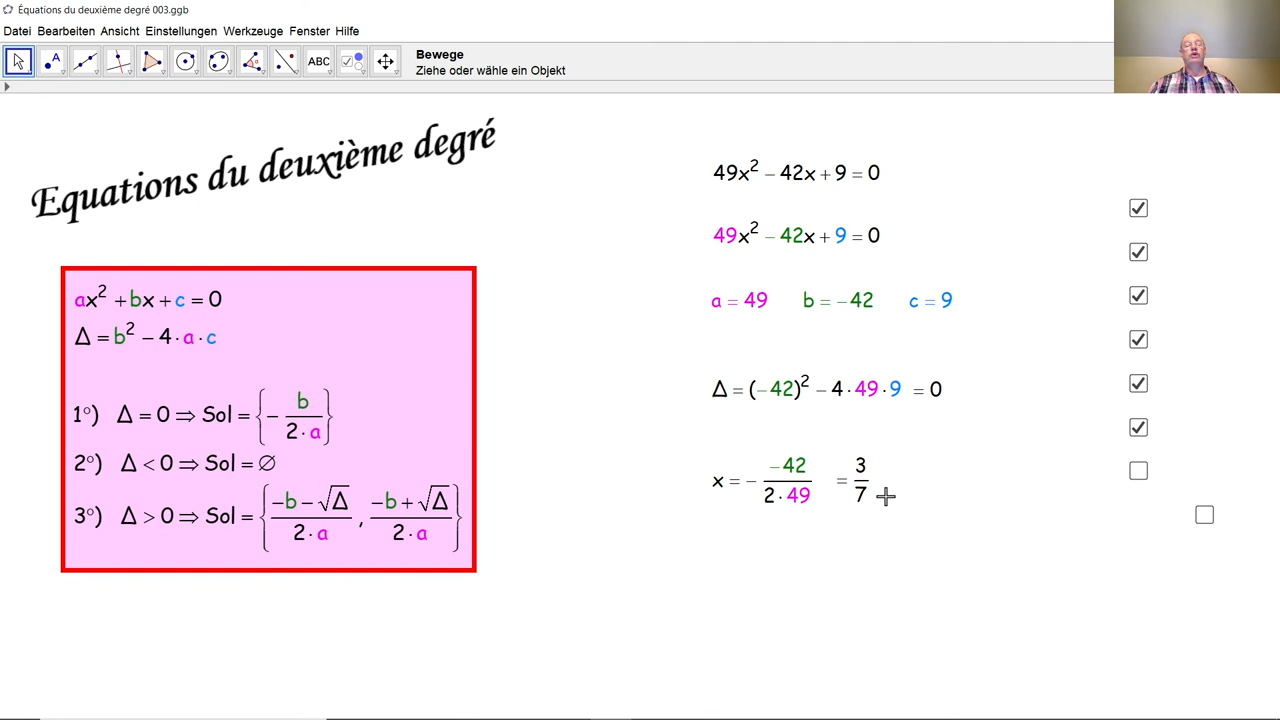 Équations du deuxième degré 003.ggb
Datei Bearbeiten Ansicht Einstellungen Werkzeuge Fenster Hilfe
A
ABC
Bewege
Ziehe oder wähle ein Objekt
Equations du deuxième degré
ax² + bx + c = 0
Δ = b² − 4 · a · c
1°) Δ = 0 ⇒ Sol = { − b / (2 · a) }
2°) Δ < 0 ⇒ Sol = ∅
3°) Δ > 0 ⇒ Sol = { (−b − √Δ) / (2 · a) , (−b + √Δ) / (2 · a) }
49x² − 42x + 9 = 0
49x² − 42x + 9 = 0
a = 49 b = −42 c = 9
Δ = (−42)² − 4 · 49 · 9 = 0
x = − (−42) / (2 · 49) = 3/7